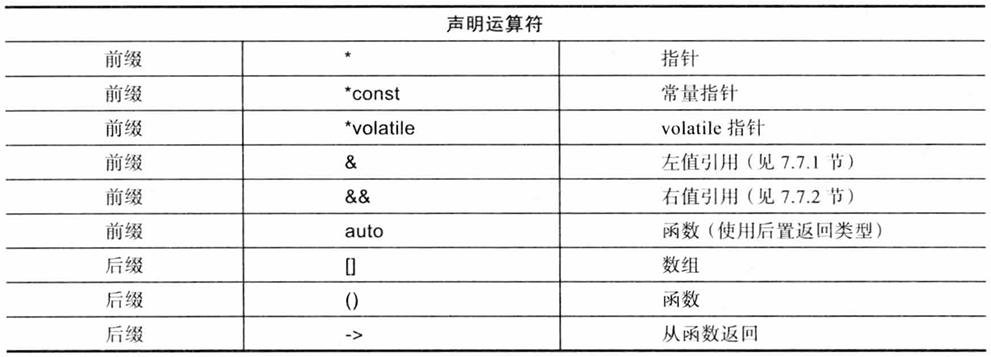 声明运算符
前缀 * 指针
前缀 *const 常量指针
前缀 *volatile volatile 指针
前缀 & 左值引用（见 7.7.1 节）
前缀 && 右值引用（见 7.7.2 节）
前缀 auto 函数（使用后置返回类型）
后缀 [] 数组
后缀 () 函数
后缀 -> 从函数返回